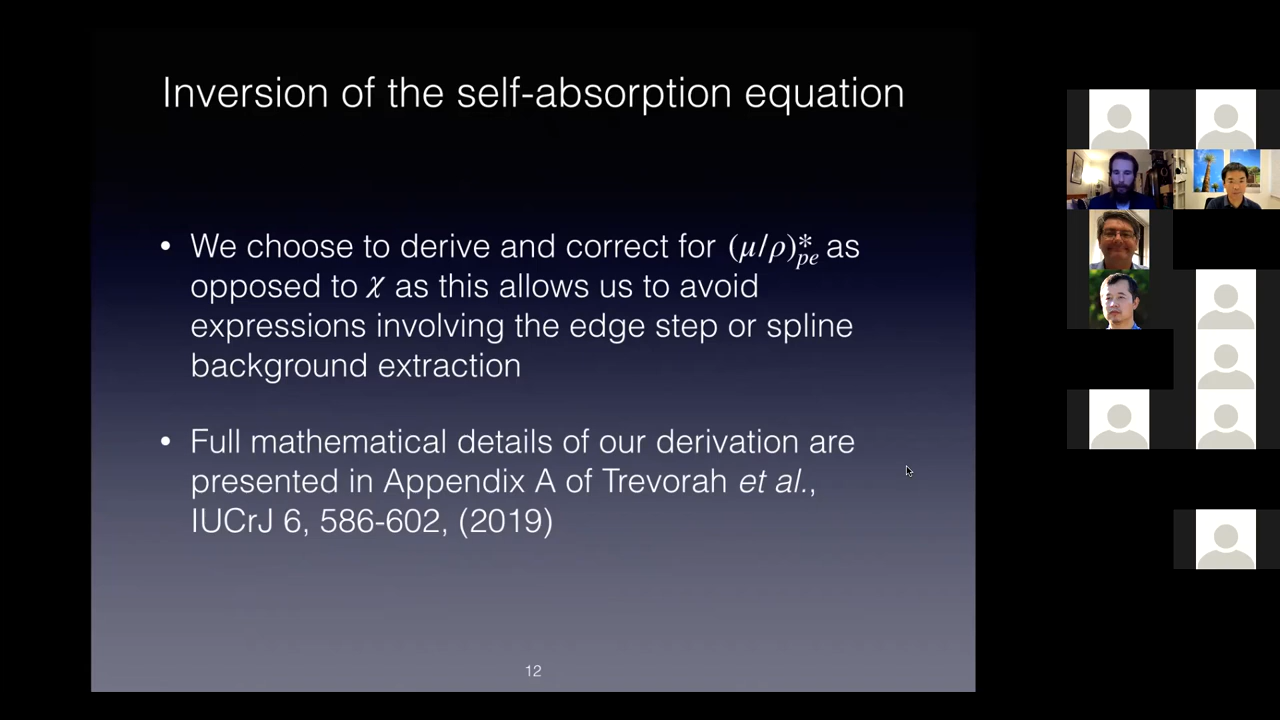 Inversion of the self-absorption equation
• We choose to derive and correct for (μ/ρ)*pe as
opposed to χ as this allows us to avoid
expressions involving the edge step or spline
background extraction
• Full mathematical details of our derivation are
presented in Appendix A of Trevorah et al.,
IUCrJ 6, 586-602, (2019)
12